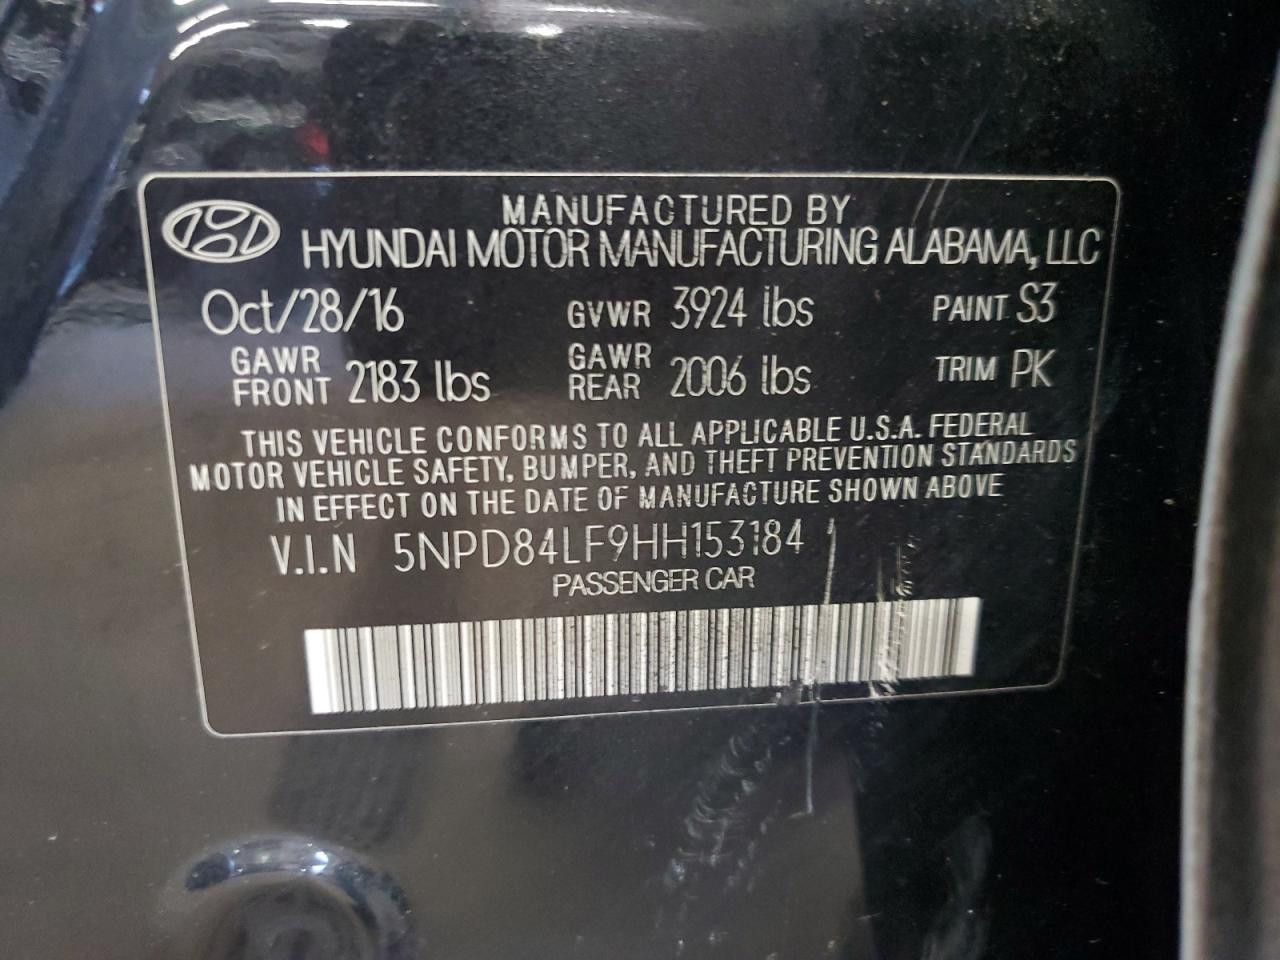 MANUFACTURED BY
HYUNDAI MOTOR MANUFACTURING ALABAMA, LLC
Oct/28/16 GVWR 3924 lbs PAINT S3
GAWR FRONT 2183 lbs GAWR REAR 2006 lbs TRIM PK
THIS VEHICLE CONFORMS TO ALL APPLICABLE U.S.A. FEDERAL
MOTOR VEHICLE SAFETY, BUMPER, AND THEFT PREVENTION STANDARDS
IN EFFECT ON THE DATE OF MANUFACTURE SHOWN ABOVE
V.I.N 5NPD84LF9HH153184
PASSENGER CAR